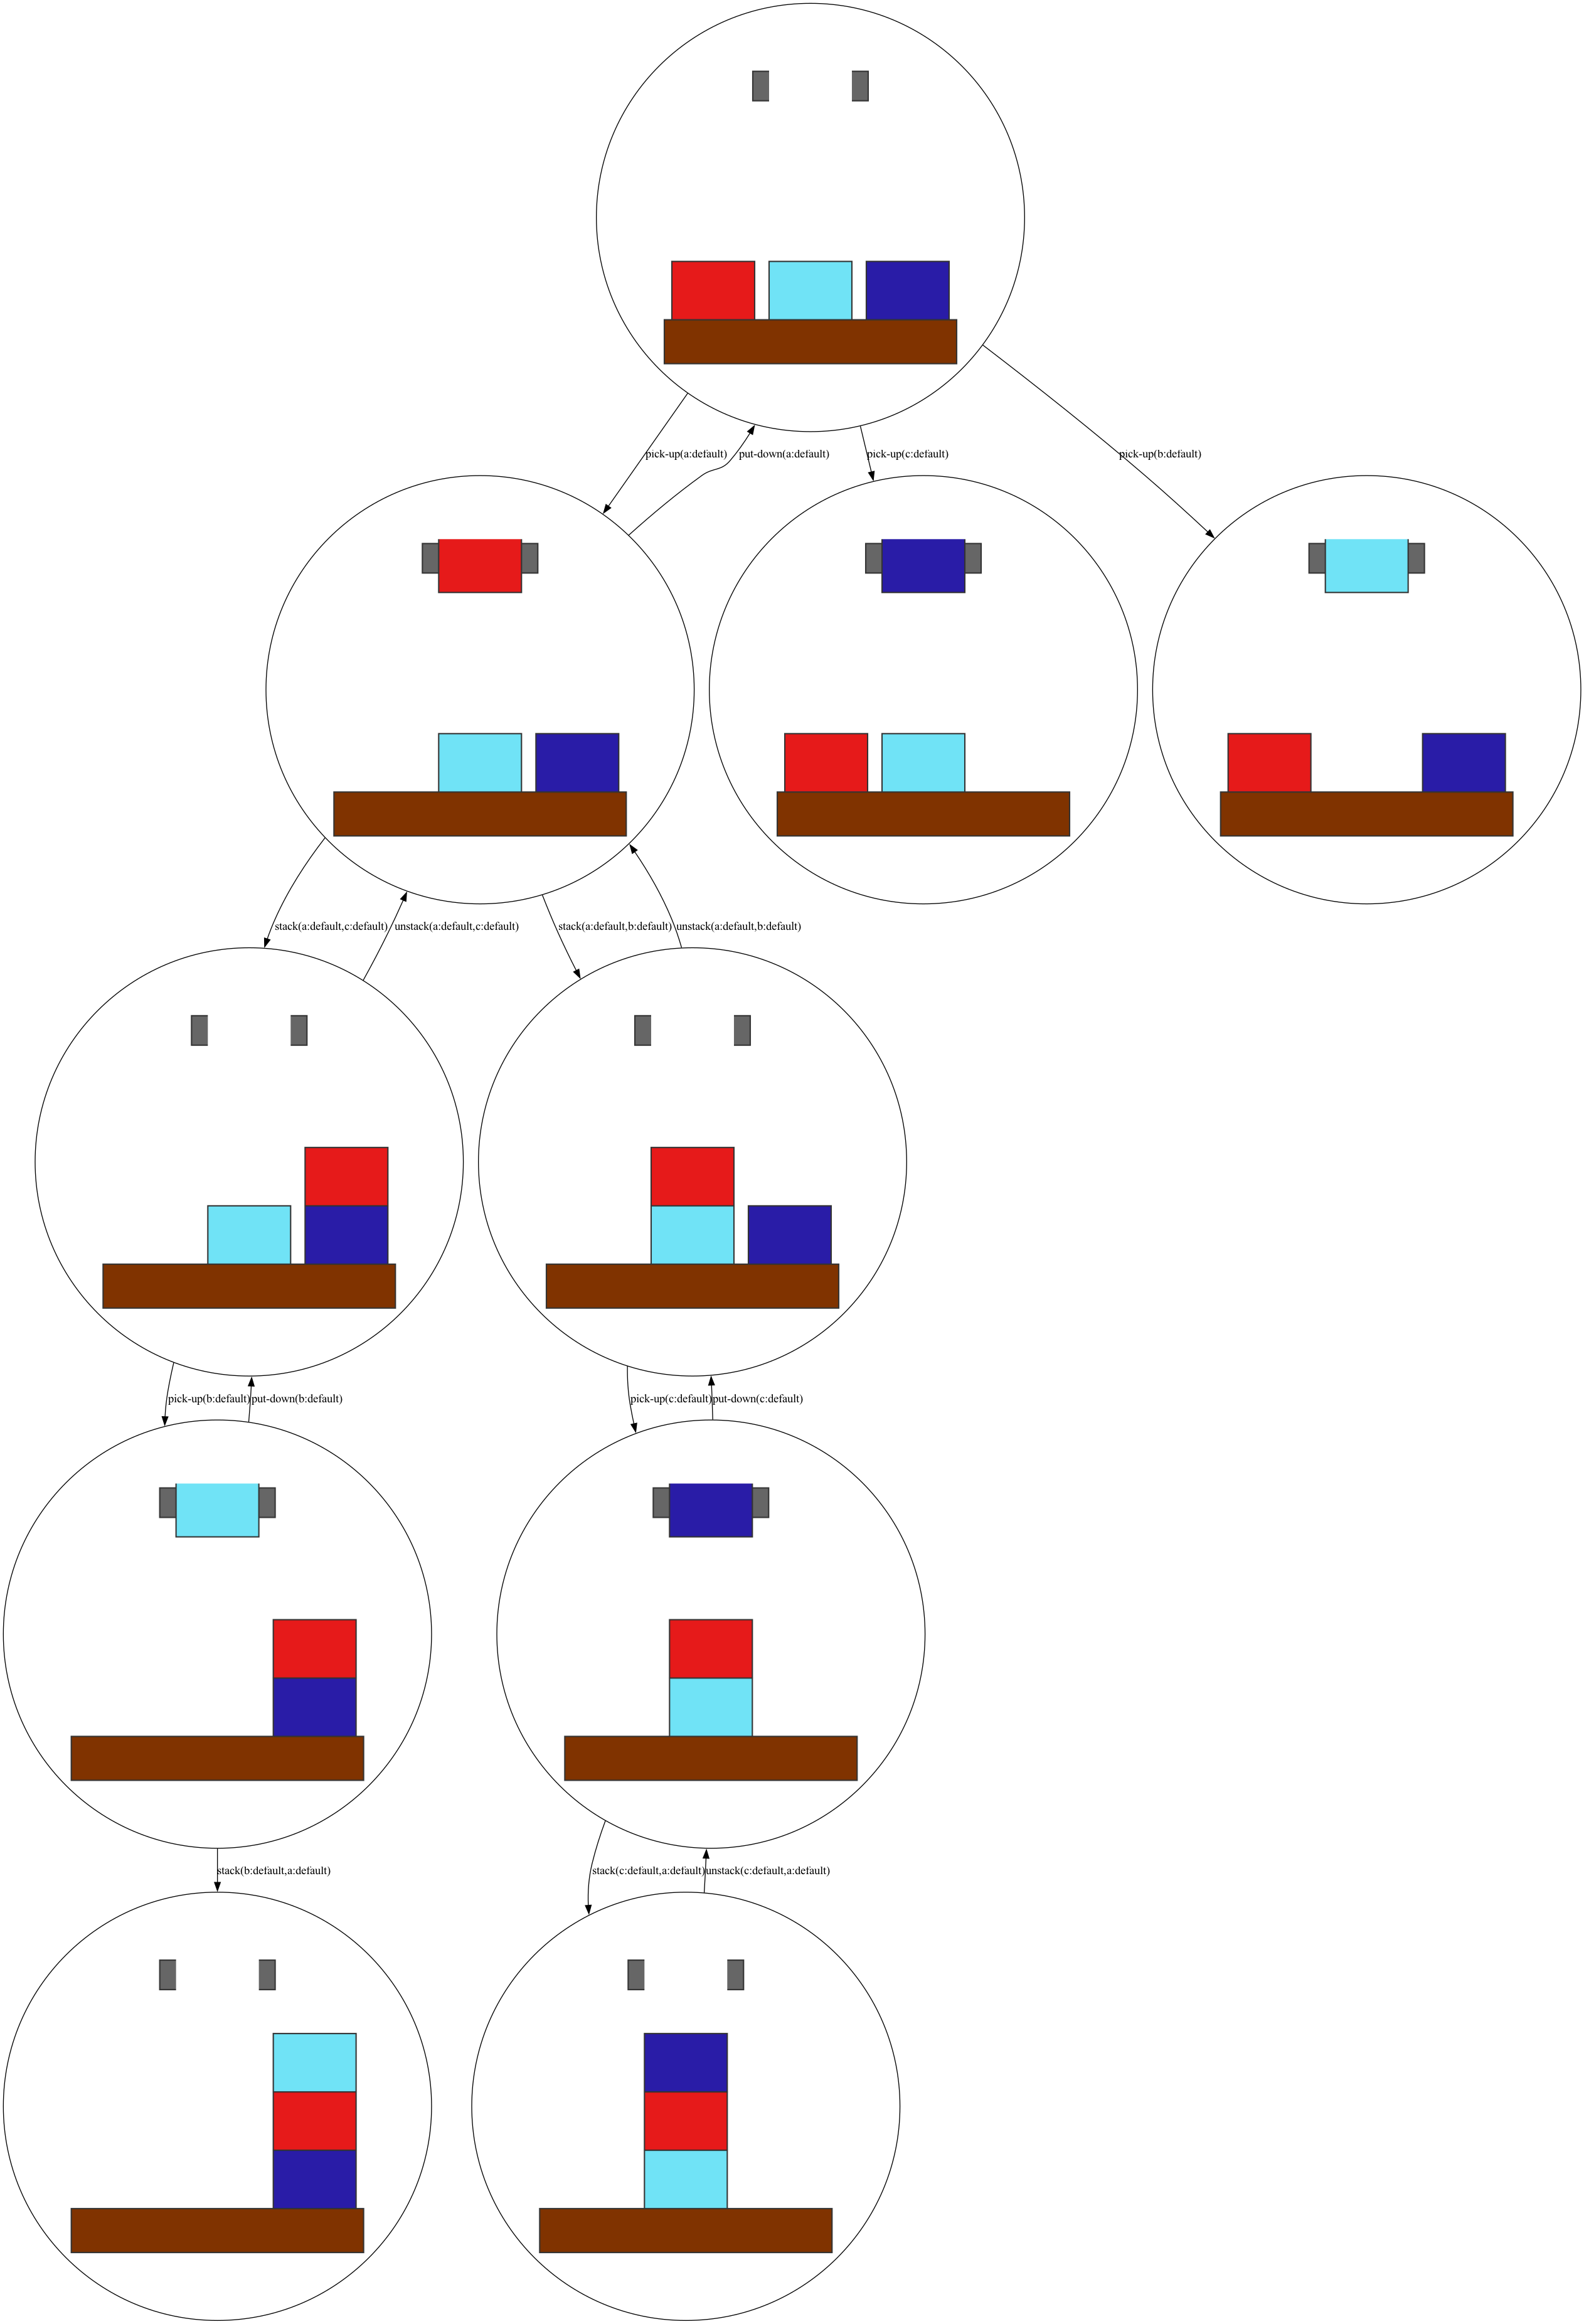 pick-up(a:default)
put-down(a:default)
pick-up(c:default)
pick-up(b:default)
stack(a:default,c:default)
unstack(a:default,c:default)
stack(a:default,b:default)
unstack(a:default,b:default)
pick-up(b:default)
put-down(b:default)
pick-up(c:default)
put-down(c:default)
stack(b:default,a:default)
stack(c:default,a:default)
unstack(c:default,a:default)